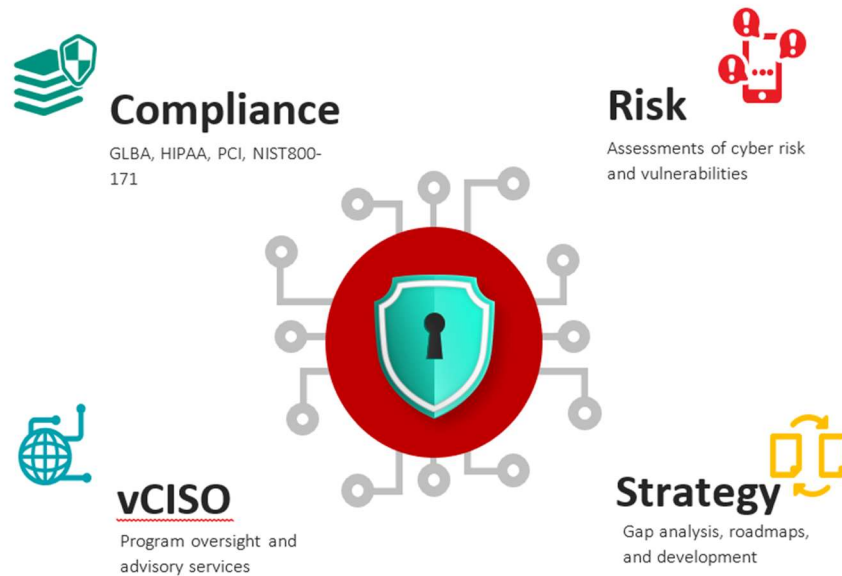 Compliance
GLBA, HIPAA, PCI, NIST800-
171
Risk
Assessments of cyber risk
and vulnerabilities
vCISO
Program oversight and
advisory services
Strategy
Gap analysis, roadmaps,
and development